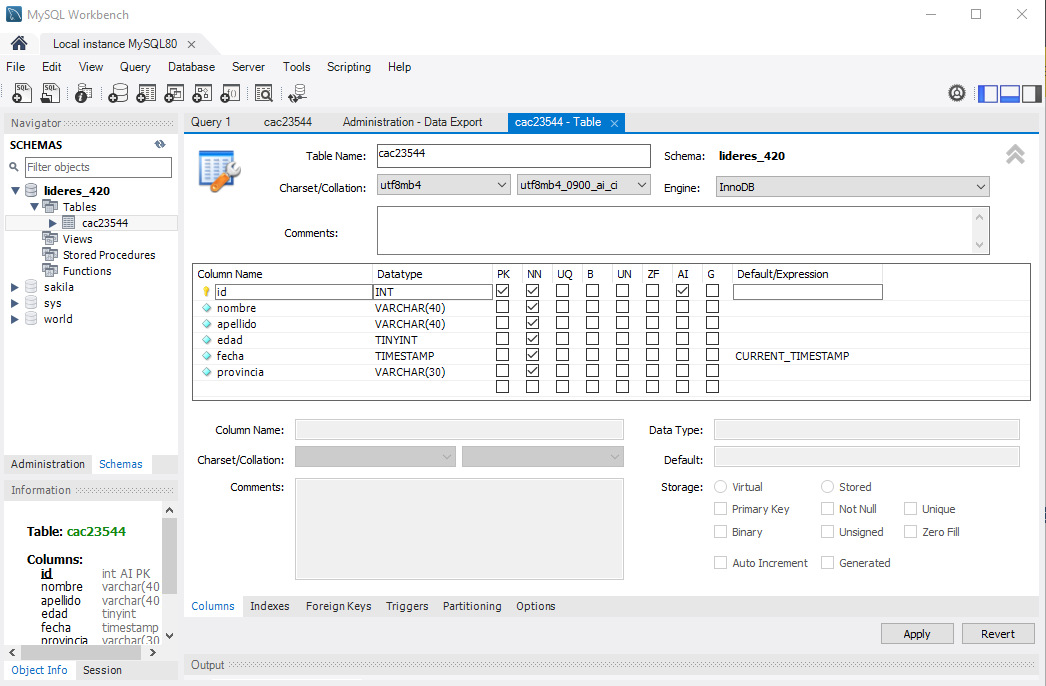 MySQL Workbench
Local instance MySQL80
File Edit View Query Database Server Tools Scripting Help
Navigator
SCHEMAS
Filter objects
lideres_420
Tables
cac23544
Views
Stored Procedures
Functions
sakila
sys
world
Administration Schemas
Information
Table: cac23544
Columns:
id int AI PK
nombre varchar(40
apellido varchar(40
edad tinyint
fecha timestamp
provincia varchar(30
Object Info Session
Query 1 cac23544 Administration - Data Export cac23544 - Table
Table Name: cac23544 Schema: lideres_420
Charset/Collation: utf8mb4 utf8mb4_0900_ai_ci Engine: InnoDB
Comments:
Column Name Datatype PK NN UQ B UN ZF AI G Default/Expression
id INT
nombre VARCHAR(40)
apellido VARCHAR(40)
edad TINYINT
fecha TIMESTAMP CURRENT_TIMESTAMP
provincia VARCHAR(30)
Column Name: Data Type:
Charset/Collation: Default:
Comments: Storage: Virtual Stored
Primary Key Not Null Unique
Binary Unsigned Zero Fill
Auto Increment Generated
Columns Indexes Foreign Keys Triggers Partitioning Options
Apply Revert
Output